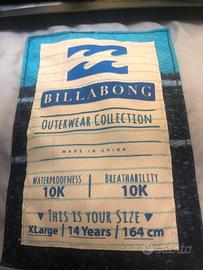 BILLABONG
OUTERWEAR COLLECTION
MADE IN CHINA
WATERPROOFNESS
10K
BREATHABILITY
10K
THIS IS YOUR SIZE
XLarge / 14 Years / 164 cm
subito